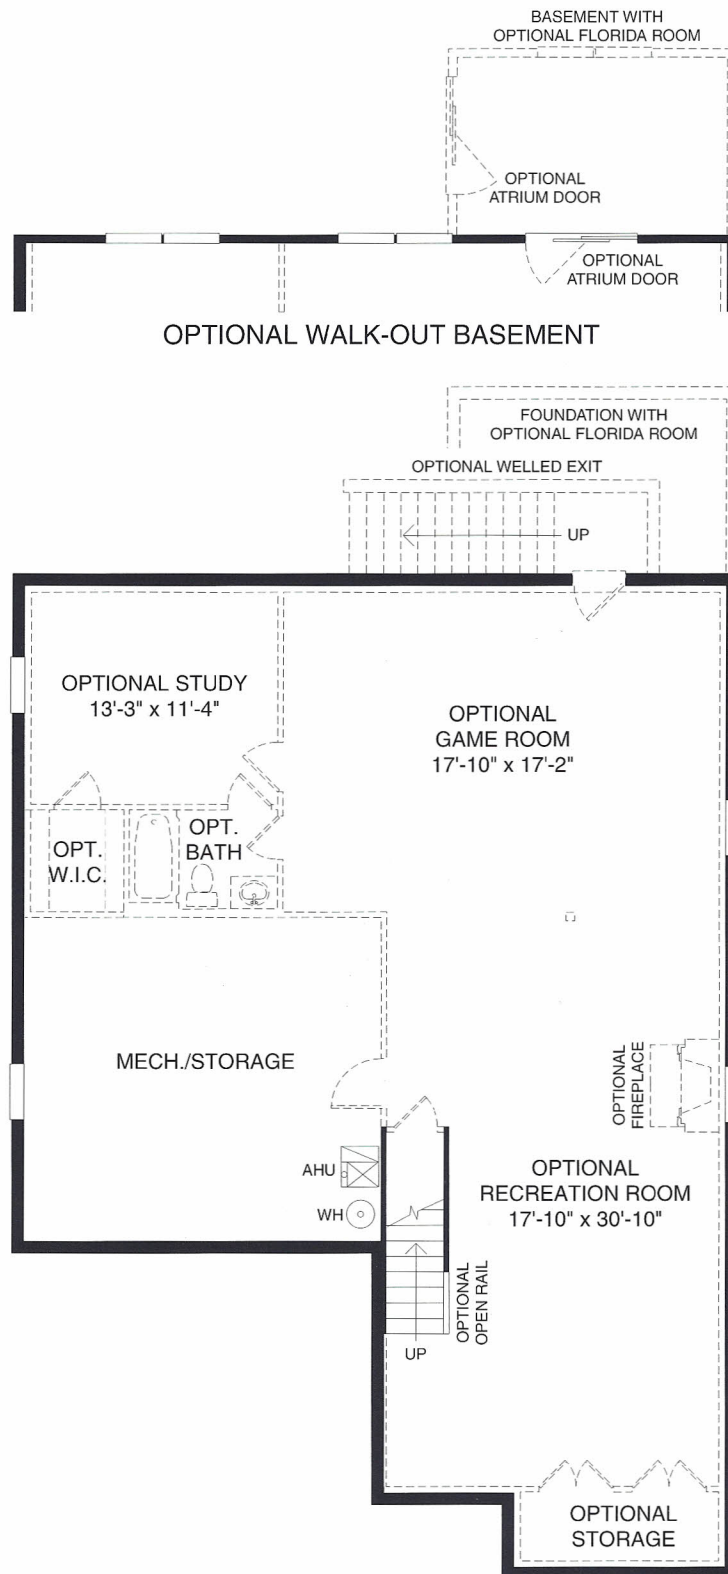 BASEMENT WITH
OPTIONAL FLORIDA ROOM
OPTIONAL
ATRIUM DOOR
OPTIONAL
ATRIUM DOOR
OPTIONAL WALK-OUT BASEMENT
FOUNDATION WITH
OPTIONAL FLORIDA ROOM
OPTIONAL WELLED EXIT
UP
OPTIONAL STUDY
13'-3" x 11'-4"
OPTIONAL
GAME ROOM
17'-10" x 17'-2"
OPT.
BATH
OPT.
W.I.C.
MECH./STORAGE
OPTIONAL
FIREPLACE
AHU
WH
OPTIONAL
RECREATION ROOM
17'-10" x 30'-10"
OPTIONAL
OPEN RAIL
UP
OPTIONAL
STORAGE